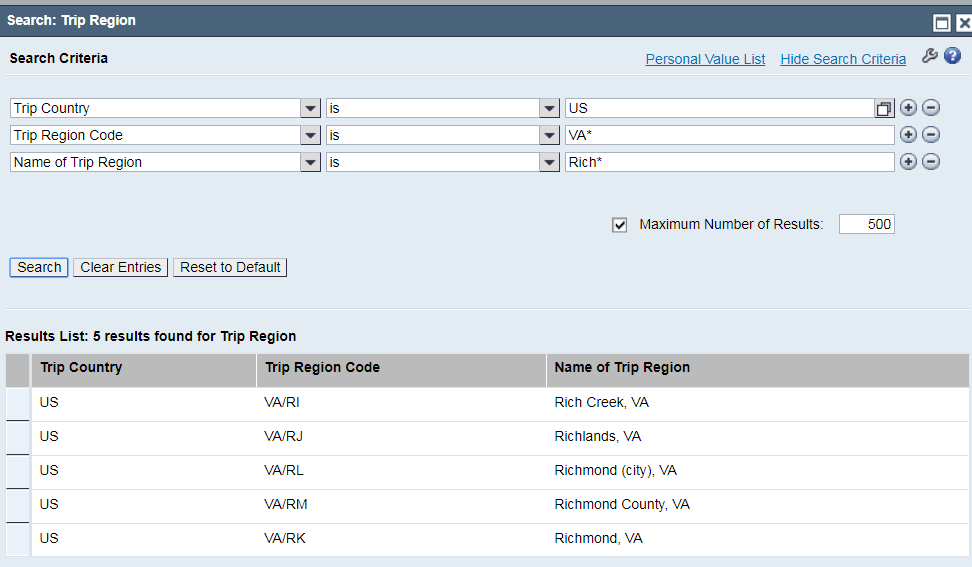 Search: Trip Region
Search Criteria
Personal Value List Hide Search Criteria
Trip Country is US
Trip Region Code is VA*
Name of Trip Region is Rich*
Maximum Number of Results: 500
Search Clear Entries Reset to Default
Results List: 5 results found for Trip Region
Trip Country Trip Region Code Name of Trip Region
US VA/RI Rich Creek, VA
US VA/RJ Richlands, VA
US VA/RL Richmond (city), VA
US VA/RM Richmond County, VA
US VA/RK Richmond, VA